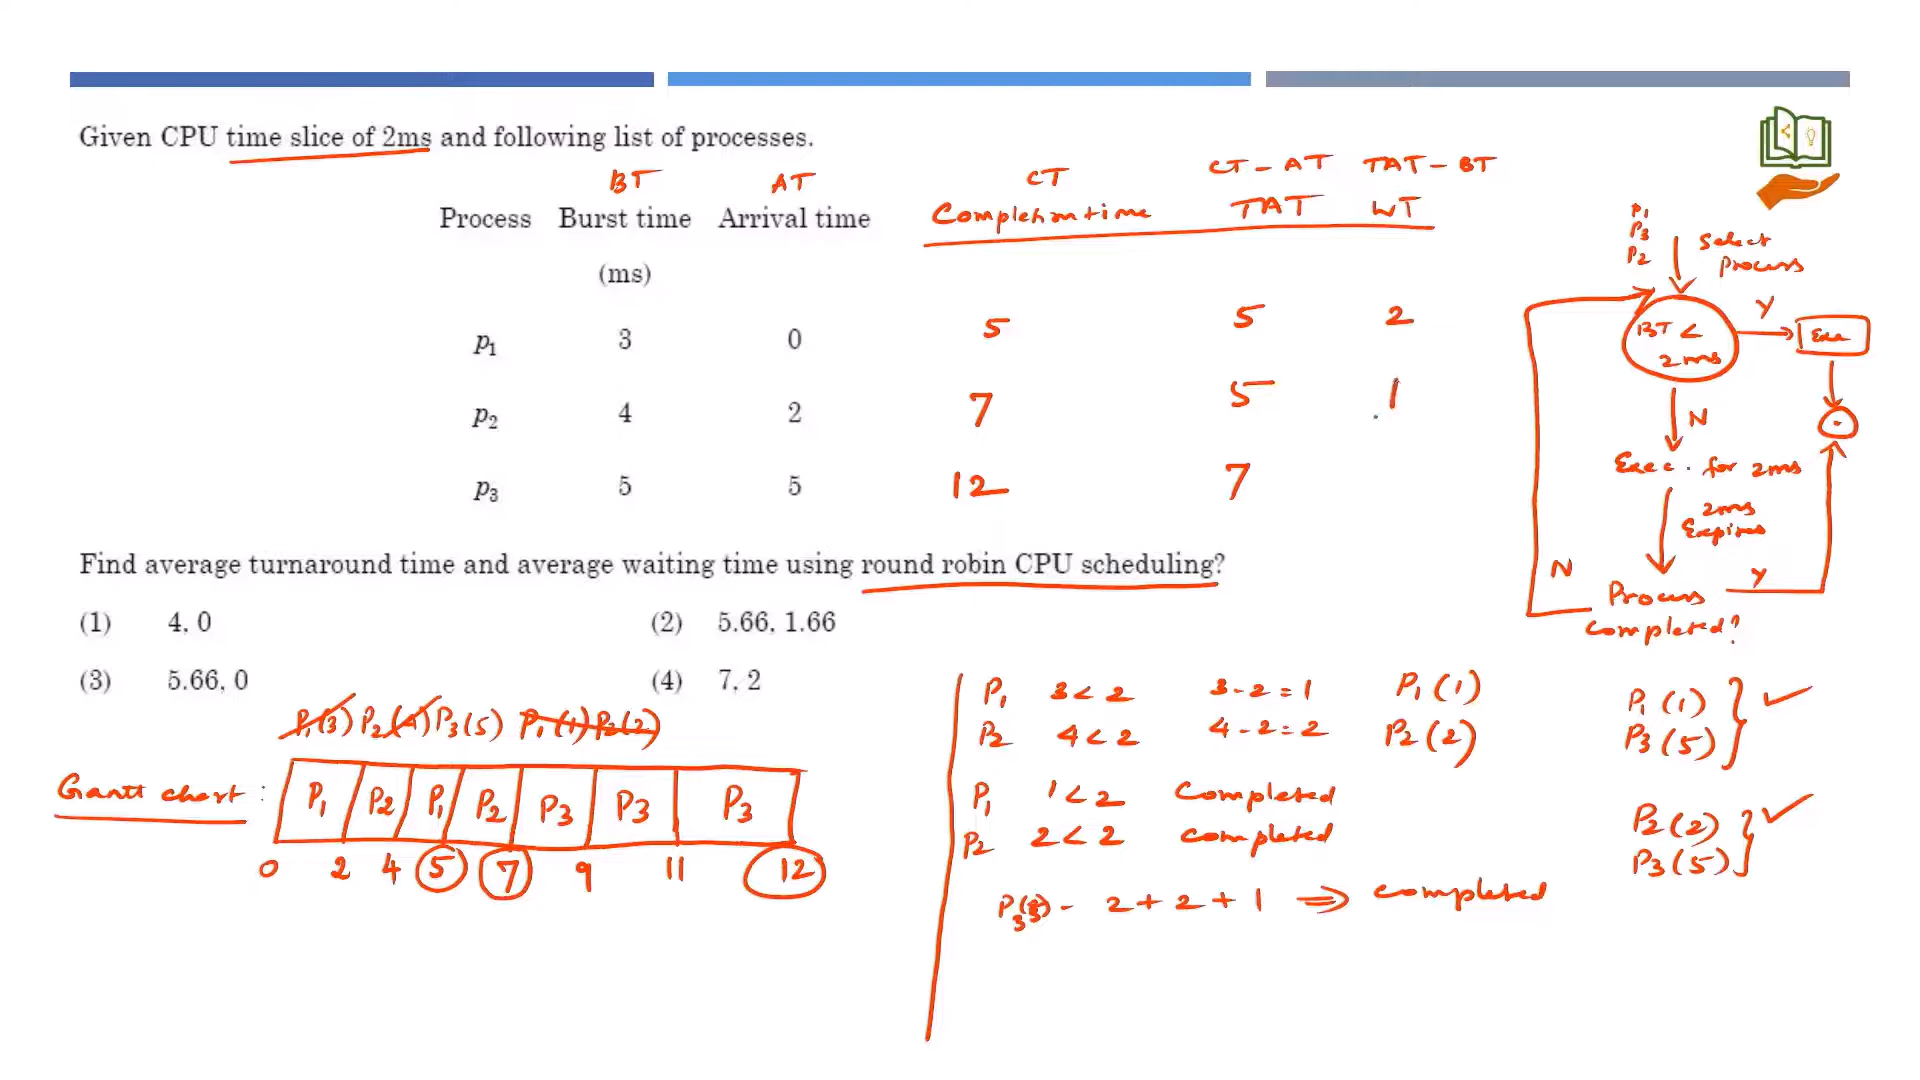 Given CPU time slice of 2ms and following list of processes.
BT AT CT CT - AT TAT - BT
Process Burst time Arrival time Completion time TAT WT
(ms)
p1 3 0 5 5 2
p2 4 2 7 5 1
p3 5 5 12 7
Find average turnaround time and average waiting time using round robin CPU scheduling?
(1) 4, 0 (2) 5.66, 1.66
(3) 5.66, 0 (4) 7, 2
P1
P3
P2
Select
process
BT <
2ms
Y
Exe
N
Exec. for 2ms
2ms
Expires
N
Y
Process
completed?
P1(3) P2(4) P3(5) P1(1) P2(2)
Gantt chart :
P1 P2 P1 P2 P3 P3 P3
0 2 4 5 7 9 11 12
P1 3 < 2 3 - 2 = 1 P1(1)
P2 4 < 2 4 - 2 = 2 P2(2)
P1 1 < 2 Completed
P2 2 < 2 completed
2 + 2 + 1 ⇒ completed
P1(1)
P3(5)
P2(2)
P3(5)